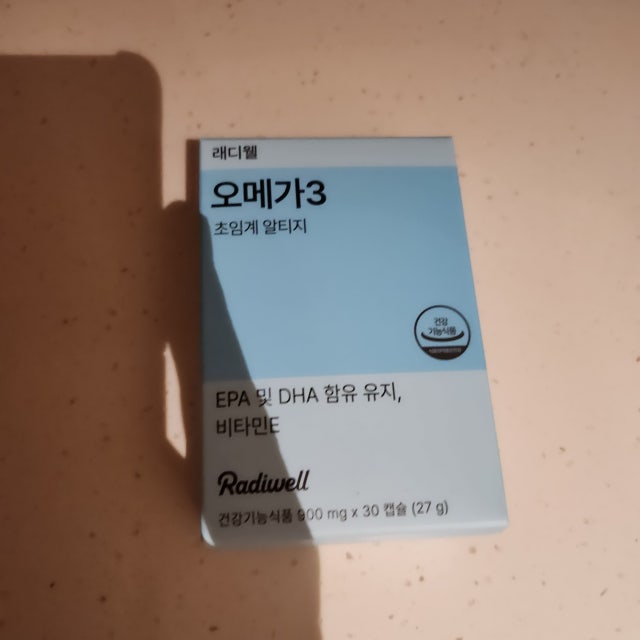 래디웰
오메가3
초임계 알티지
건강
기능식품
EPA 및 DHA 함유 유지,
비타민E
Radiwell
건강기능식품 900 mg x 30 캡슐 (27 g)